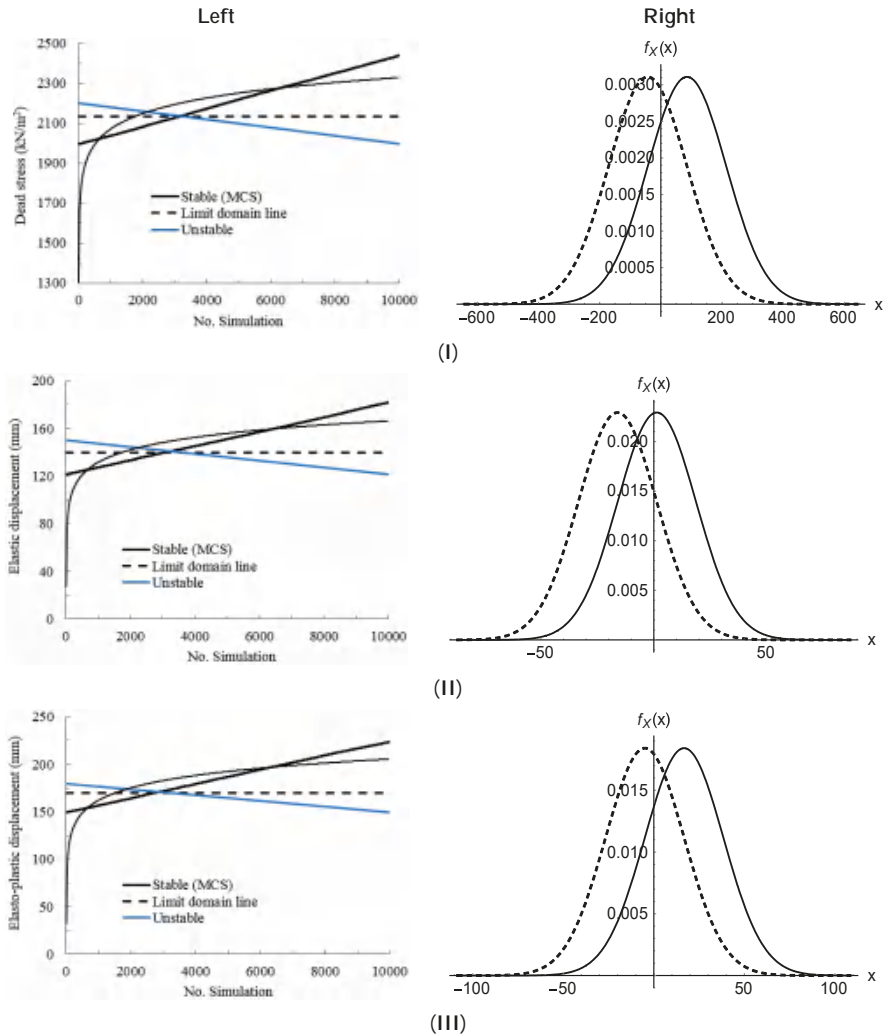 Left
Right
Dead stress (kN/m²)
2500
2300
2100
1900
1700
1500
1300
Stable (MCS)
Limit domain line
Unstable
0 2000 4000 6000 8000 10000
No. Simulation
f_X(x)
0.0030
0.0025
0.0020
0.0015
0.0010
0.0005
−600 −400 −200 200 400 600 x
(I)
Elastic displacement (mm)
200
160
120
80
40
0
Stable (MCS)
Limit domain line
Unstable
0 2000 4000 6000 8000 10000
No. Simulation
f_X(x)
0.020
0.015
0.010
0.005
−50 50 x
(II)
Elasto-plastic displacement (mm)
250
200
150
100
50
0
Stable (MCS)
Limit domain line
Unstable
0 2000 4000 6000 8000 10000
No. Simulation
f_X(x)
0.015
0.010
0.005
−100 −50 50 100 x
(III)